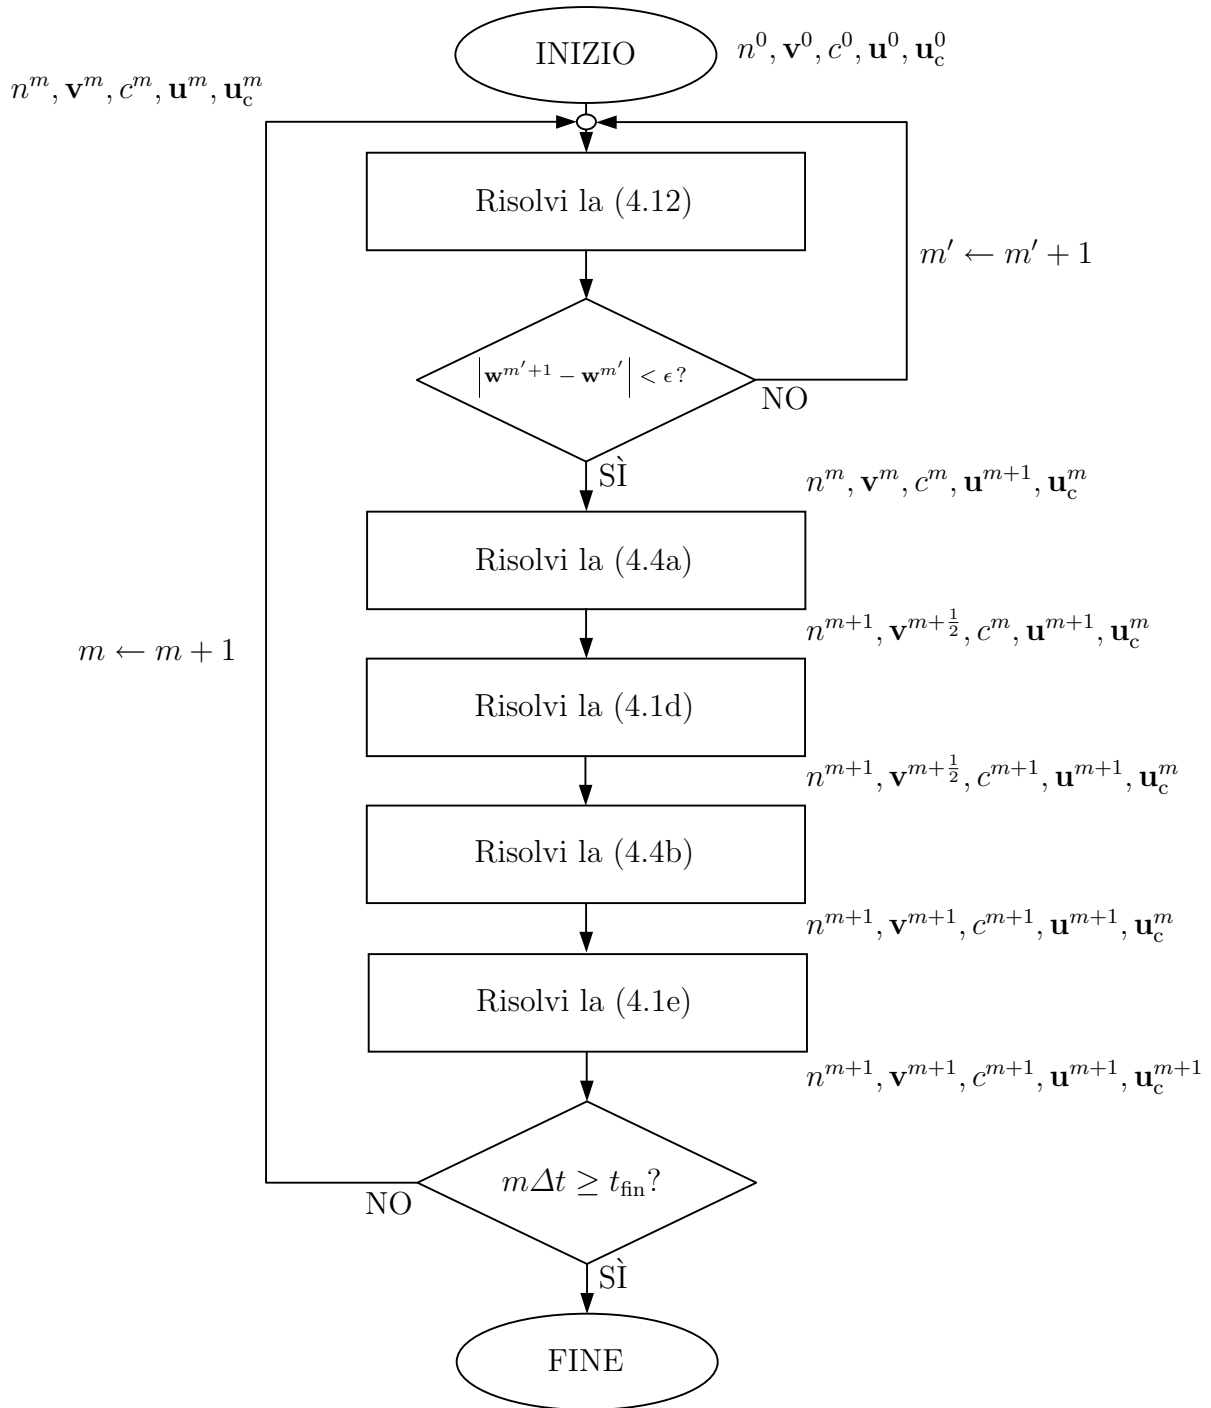 INIZIO
n^0, v^0, c^0, u^0, u_c^0
n^m, v^m, c^m, u^m, u_c^m
Risolvi la (4.12)
m′ ← m′ + 1
|w^{m′+1} − w^{m′}| < ϵ ?
NO
SÌ
n^m, v^m, c^m, u^{m+1}, u_c^m
Risolvi la (4.4a)
n^{m+1}, v^{m+1/2}, c^m, u^{m+1}, u_c^m
m ← m + 1
Risolvi la (4.1d)
n^{m+1}, v^{m+1/2}, c^{m+1}, u^{m+1}, u_c^m
Risolvi la (4.4b)
n^{m+1}, v^{m+1}, c^{m+1}, u^{m+1}, u_c^m
Risolvi la (4.1e)
n^{m+1}, v^{m+1}, c^{m+1}, u^{m+1}, u_c^{m+1}
mΔt ≥ t_fin?
NO
SÌ
FINE